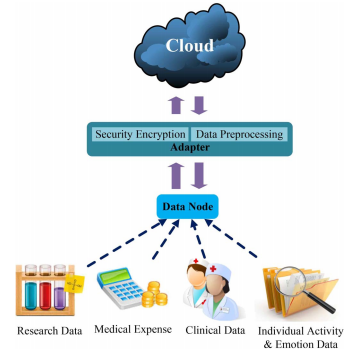 Cloud
Security Encryption
Data Preprocessing
Adapter
Data Node
Research Data
Medical Expense
Clinical Data
Individual Activity
& Emotion Data